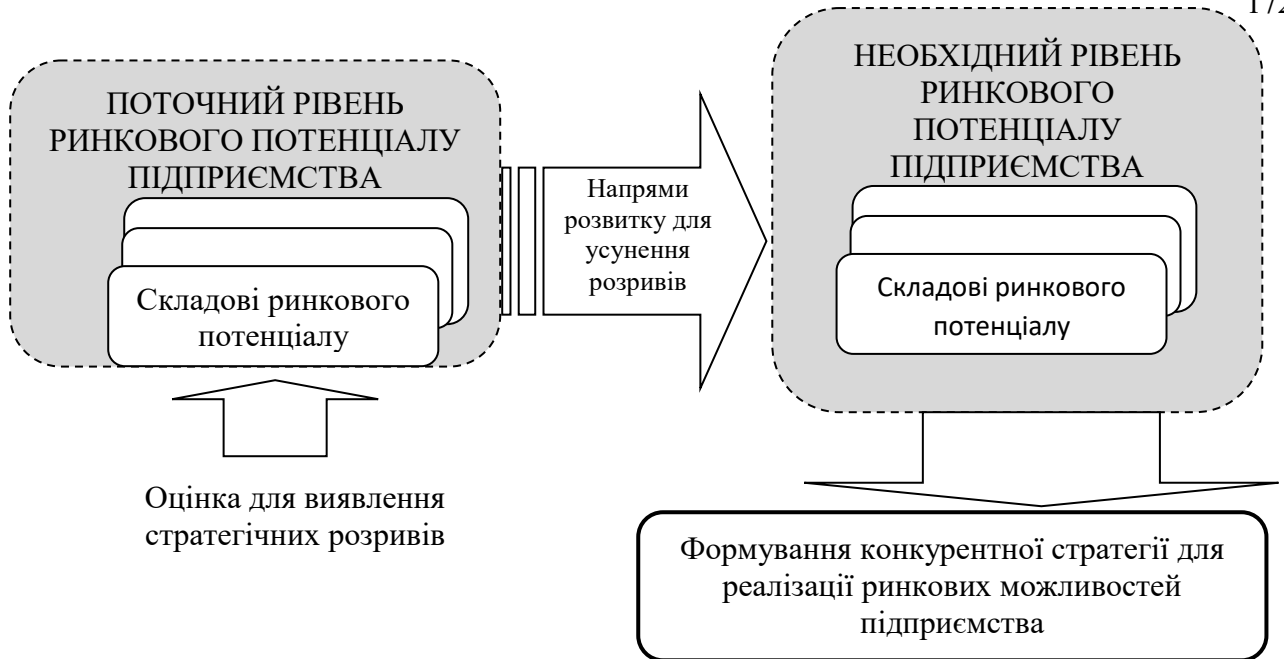 ПОТОЧНИЙ РІВЕНЬ
РИНКОВОГО ПОТЕНЦІАЛУ
ПІДПРИЄМСТВА
Складові ринкового
потенціалу
Оцінка для виявлення
стратегічних розривів
Напрями
розвитку для
усунення
розривів
НЕОБХІДНИЙ РІВЕНЬ
РИНКОВОГО
ПОТЕНЦІАЛУ
ПІДПРИЄМСТВА
Складові ринкового
потенціалу
Формування конкурентної стратегії для
реалізації ринкових можливостей
підприємства